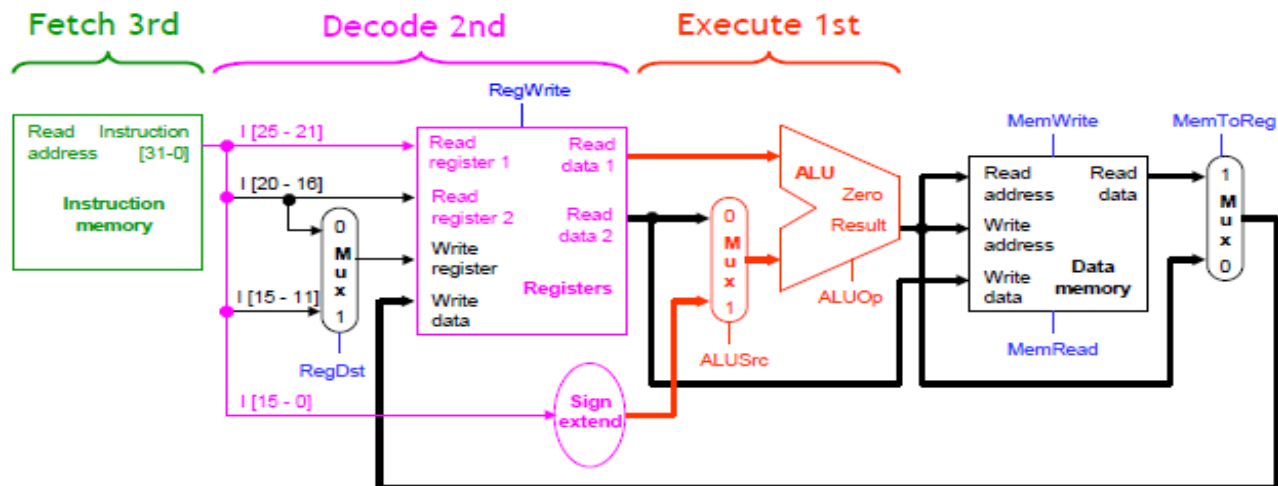 Fetch 3rd
Decode 2nd
Execute 1st
RegWrite
MemWrite
MemToReg
Read address
Instruction [31-0]
Instruction
memory
I [25 - 21]
I [20 - 16]
I [15 - 11]
I [15 - 0]
0
M
u
x
1
RegDst
Read
register 1
Read
data 1
Read
register 2
Read
data 2
Write
register
Write
data
Registers
Sign
extend
0
M
u
x
1
ALUSrc
ALU
Zero
Result
ALUOp
Read
address
Read
data
Write
address
Write
data
Data
memory
MemRead
1
M
u
x
0